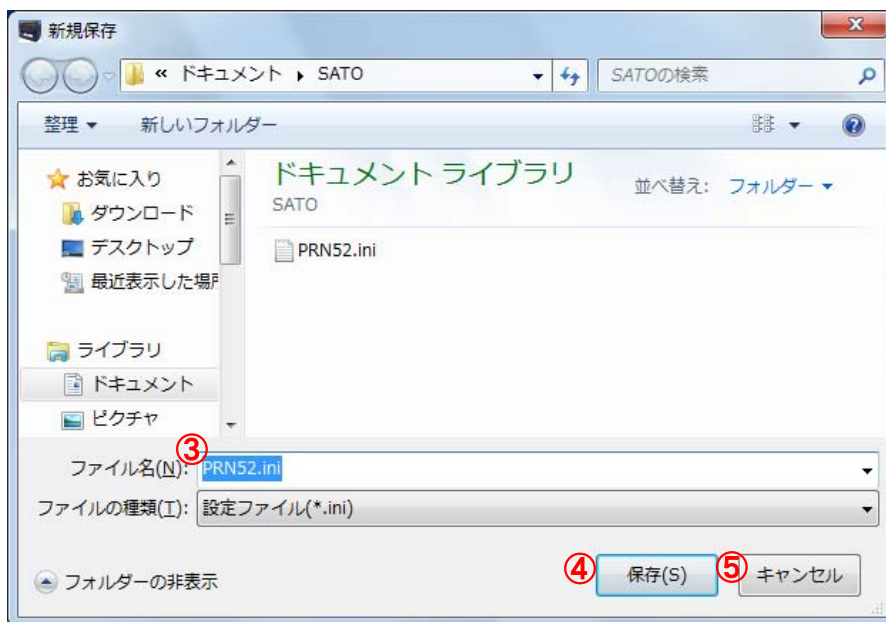 新規保存
x
« ドキュメント ▸ SATO
SATOの検索
整理 ▼ 新しいフォルダー
お気に入り
ダウンロード
デスクトップ
最近表示した場所
ライブラリ
ドキュメント
ピクチャ
ドキュメント ライブラリ
SATO
並べ替え: フォルダー ▼
PRN52.ini
③
ファイル名(N): PRN52.ini
ファイルの種類(T): 設定ファイル(*.ini)
フォルダーの非表示
④ 保存(S) ⑤ キャンセル